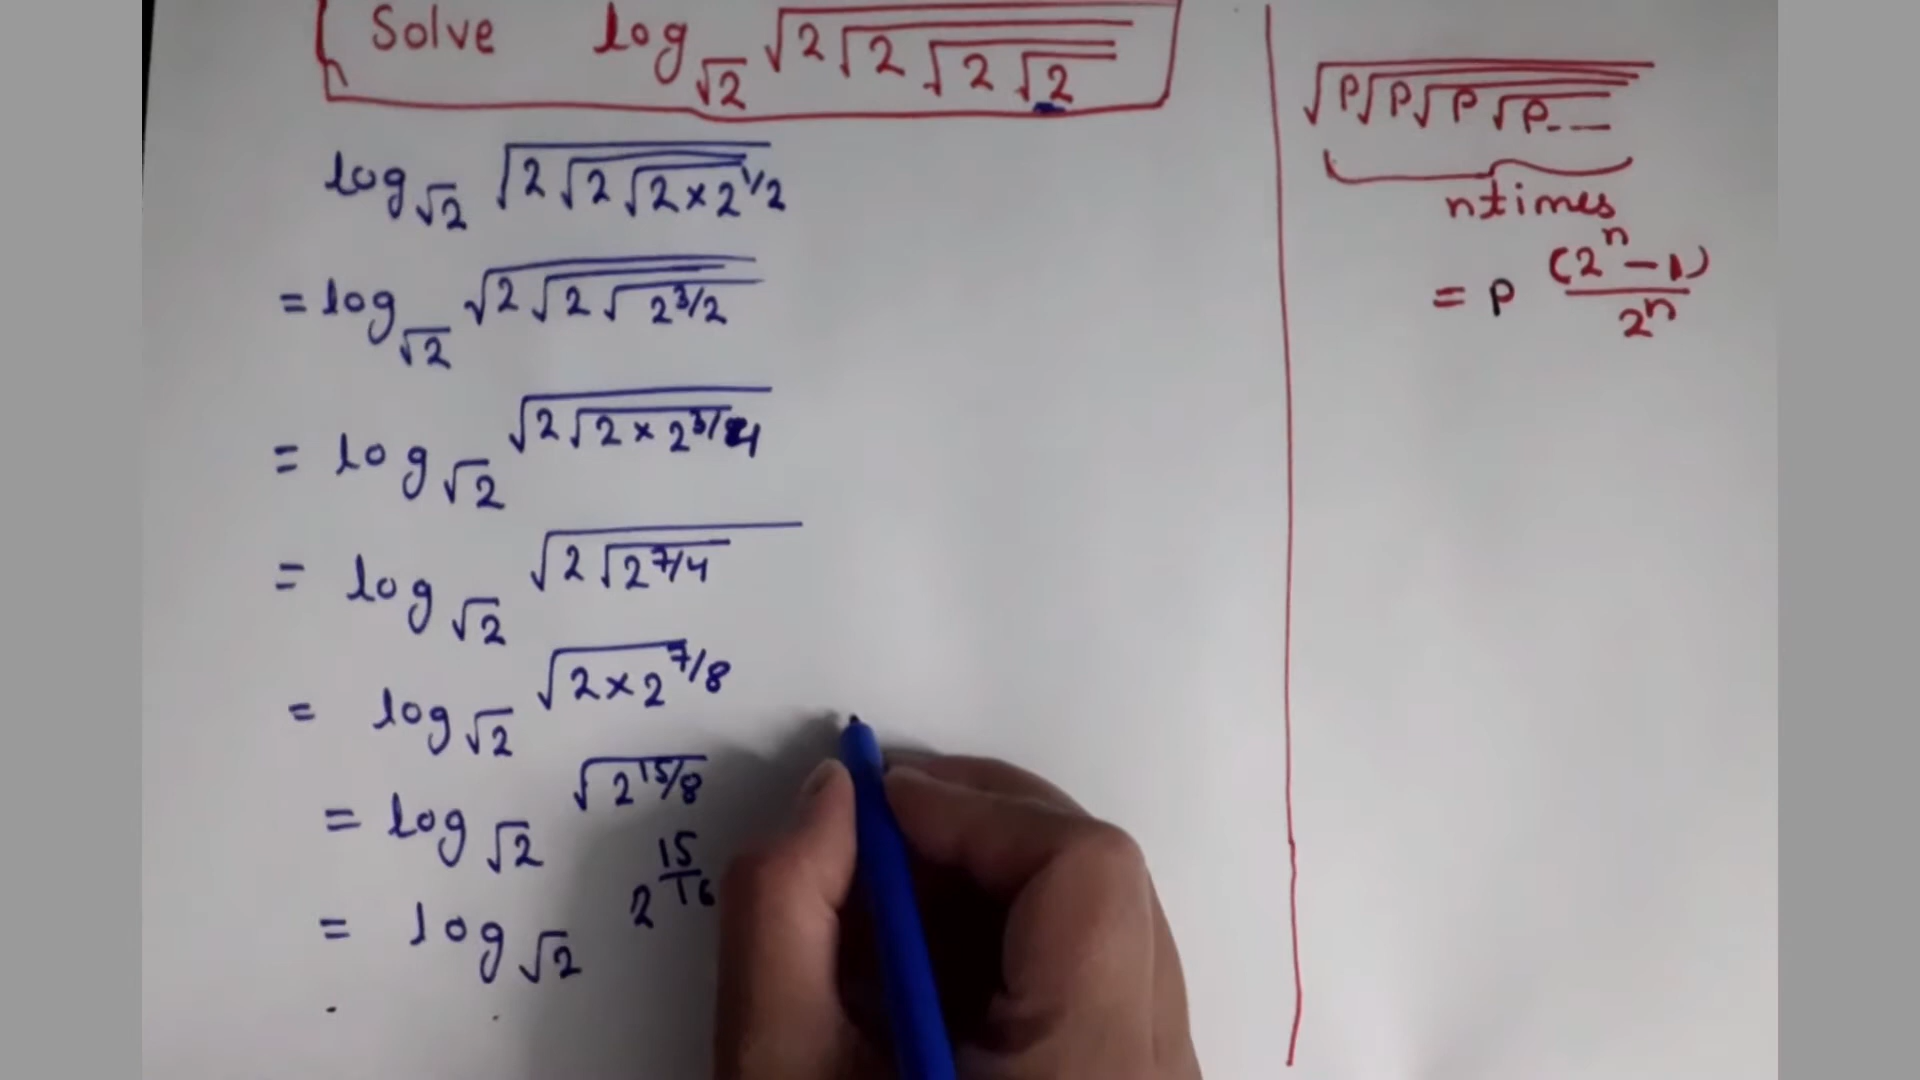 Solve log√2 √2√2√2√2
log√2 √2√2√2×2^1/2
= log√2 √2√2√2^3/2
= log√2 √2√2×2^3/4
= log√2 √2√2^7/4
= log√2 √2×2^7/8
= log√2 √2^15/8
= log√2 2^15/16
√P√P√P√P---
n times
= P (2^n-1)/2^n